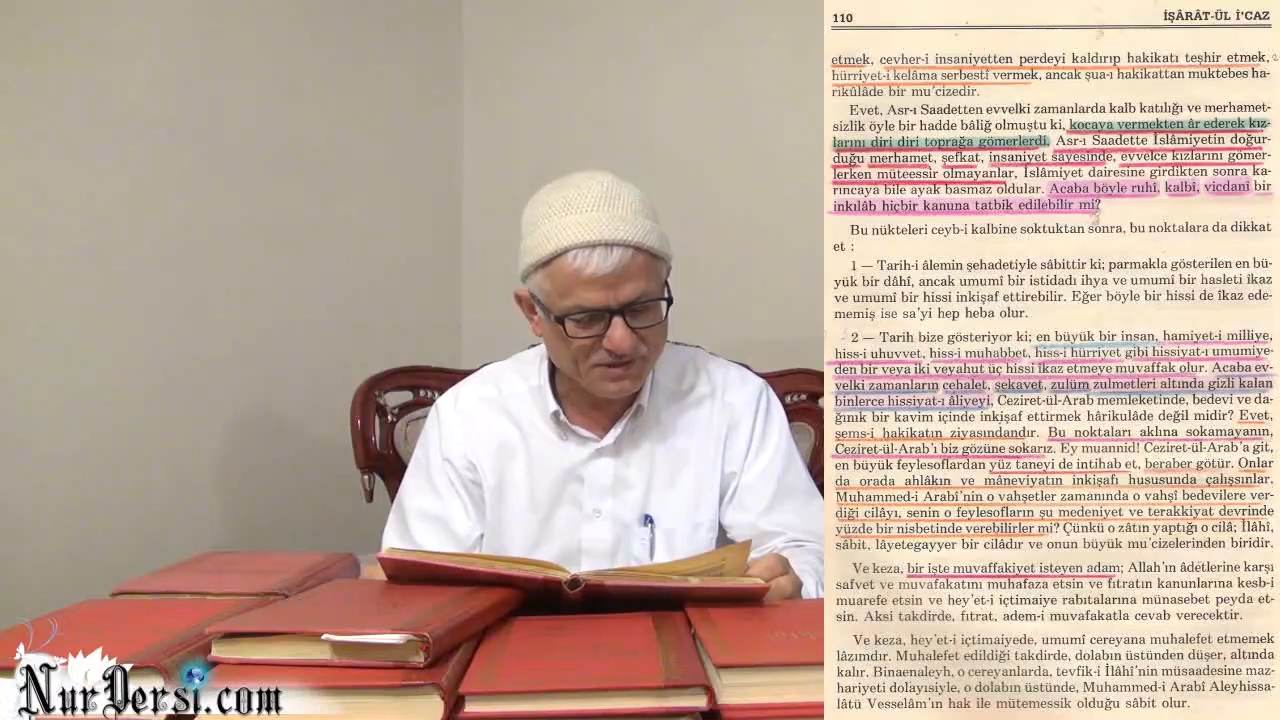 110
İŞÂRÂT-ÜL İ'CAZ
etmek, cevher-i insaniyetten perdeyi kaldırıp hakikatı teşhir etmek,
hürriyet-i kelâma serbestî vermek, ancak şua-ı hakikattan muktebes ha-
rikulâde bir mu'cizedir.
Evet, Asr-ı Saadetten evvelki zamanlarda kalb katılığı ve merhamet-
sizlik öyle bir hadde bâliğ olmuştu ki, kocaya vermekten âr ederek kız-
larını diri diri toprağa gömerlerdi. Asr-ı Saadette İslâmiyetin doğur-
duğu merhamet, şefkat, insaniyet sayesinde, evvelce kızlarını gömer-
lerken müteessir olmayanlar, İslâmiyet dairesine girdikten sonra ka-
rıncaya bile ayak basmaz oldular. Acaba böyle ruhî, kalbî, vicdanî bir
inkılâb hiçbir kanuna tatbik edilebilir mi?
Bu nükteleri ceyb-i kalbine soktuktan sonra, bu noktalara da dikkat
et :
1 — Tarih-i âlemin şehadetiyle sâbittir ki; parmakla gösterilen en bü-
yük bir dâhî, ancak umumî bir istidadı ihya ve umumî bir hasleti îkaz
ve umumî bir hissi inkişaf ettirebilir. Eğer böyle bir hissi de îkaz ede-
memiş ise sa'yi hep heba olur.
2 — Tarih bize gösteriyor ki; en büyük bir insan, hamiyet-i milliye,
hiss-i uhuvvet, hiss-i muhabbet, hiss-i hürriyet gibi hissiyat-ı umumiye-
den bir veya iki veyahut üç hissi îkaz etmeye muvaffak olur. Acaba ev-
velki zamanların cehalet, şekavet, zulüm zulmetleri altında gizli kalan
binlerce hissiyat-ı âliyeyi, Ceziret-ül-Arab memleketinde, bedevi ve da-
ğınık bir kavim içinde inkişaf ettirmek hârikulâde değil midir? Evet,
şems-i hakikatın ziyasındandır. Bu noktaları aklına sokamayanın,
Ceziret-ül-Arab'ı biz gözüne sokarız. Ey muannid! Ceziret-ül-Arab'a git,
en büyük feylesoflardan yüz taneyi de intihab et, beraber götür. Onlar
da orada ahlâkın ve mâneviyatın inkişafı hususunda çalışsınlar.
Muhammed-i Arabî'nin o vahşetler zamanında o vahşî bedevilere ver-
diği cilâyı, senin o feylesofların şu medeniyet ve terakkiyat devrinde
yüzde bir nisbetinde verebilirler mi? Çünkü o zâtın yaptığı o cilâ; İlâhî,
sâbit, lâyetegayyer bir cilâdır ve onun büyük mu'cizelerinden biridir.
Ve keza, bir işte muvaffakiyet isteyen adam; Allah'ın âdetlerine karşı
safvet ve muvafakatını muhafaza etsin ve fıtratın kanunlarına kesb-i
muarefe etsin ve hey'et-i içtimaiye rabıtalarına münasebet peyda et-
sin. Aksi takdirde, fıtrat, adem-i muvafakatla cevab verecektir.
Ve keza, hey'et-i içtimaiyede, umumî cereyana muhalefet etmemek
lâzımdır. Muhalefet edildiği takdirde, dolabın üstünden düşer, altında
kalır. Binaenaleyh, o cereyanlarda, tevfik-i İlâhî'nin müsaadesine maz-
hariyeti dolayısiyle, o dolabın üstünde, Muhammed-i Arabî Aleyhissa-
lâtü Vesselâm'ın hak ile mütemessik olduğu sâbit olur.
NurDersi.com